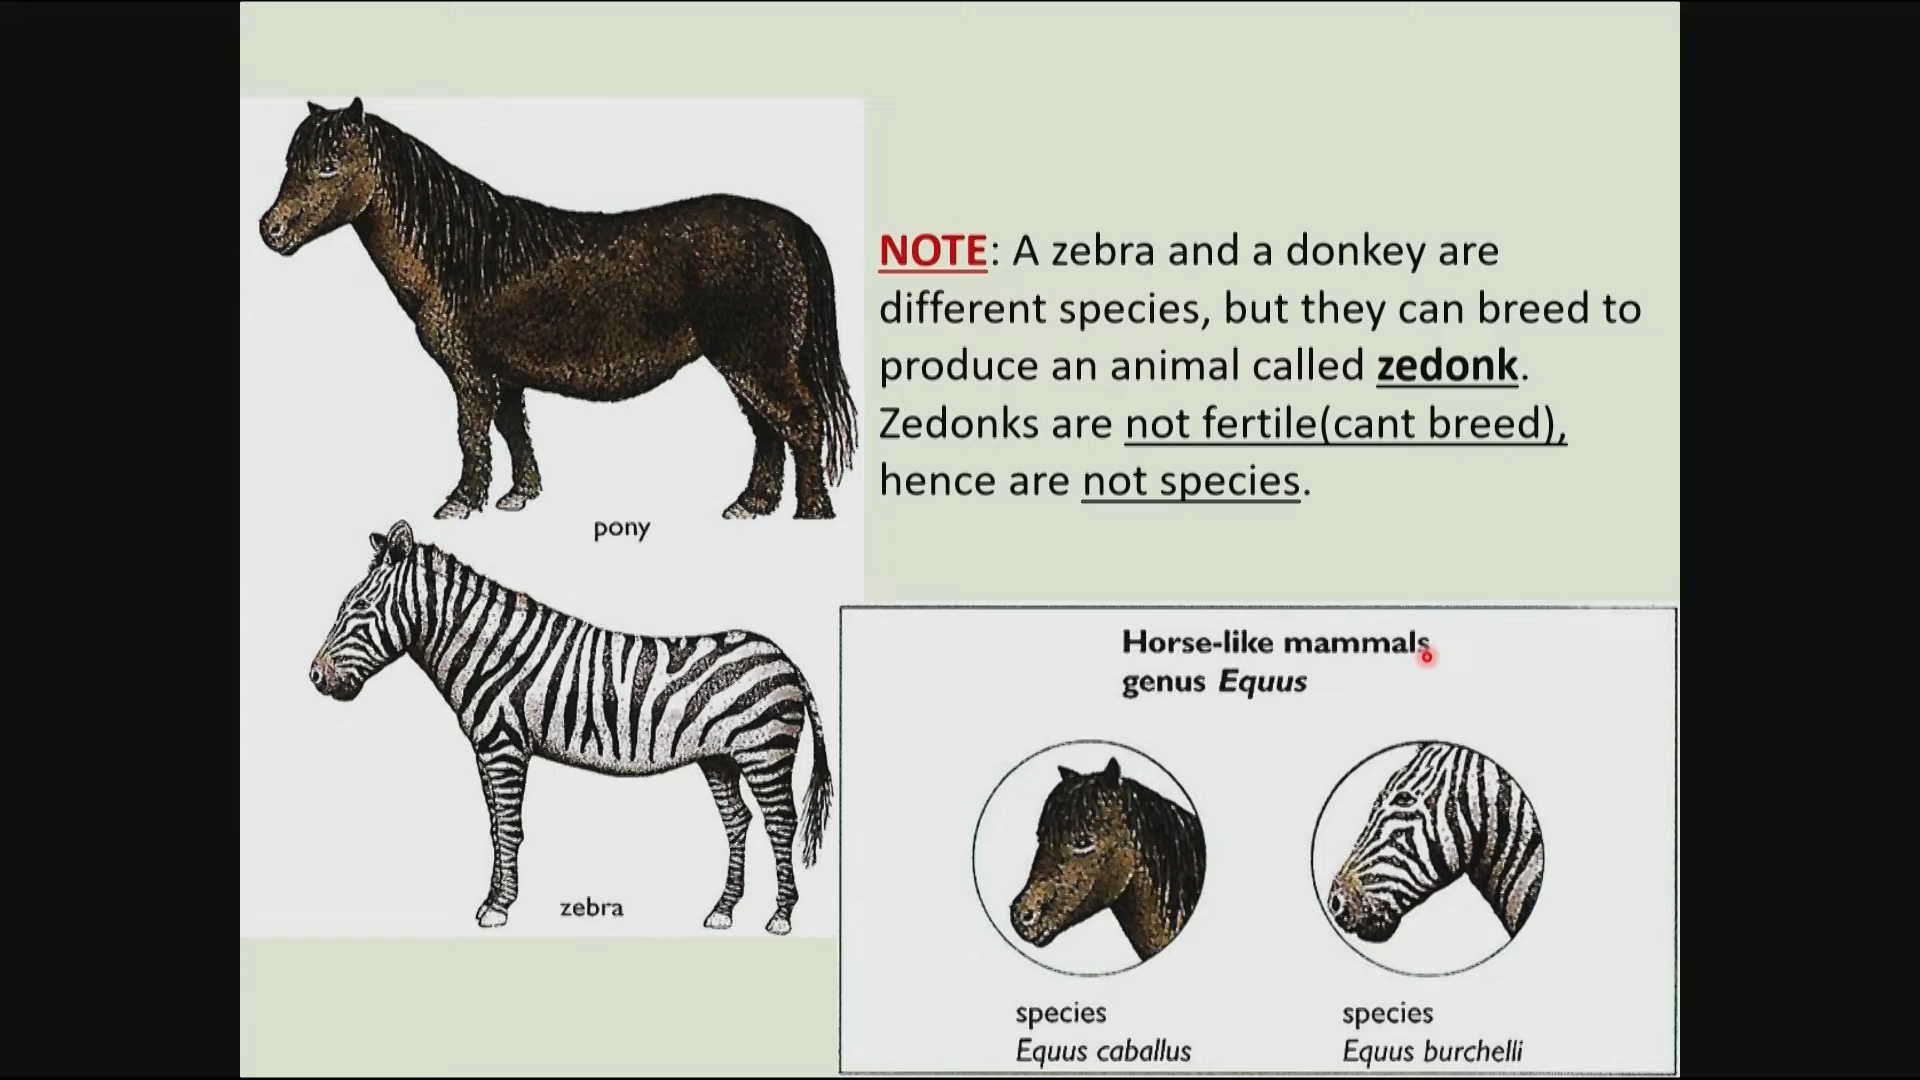 pony
zebra
NOTE: A zebra and a donkey are
different species, but they can breed to
produce an animal called zedonk.
Zedonks are not fertile(cant breed),
hence are not species.
Horse-like mammals
genus Equus
species
Equus caballus
species
Equus burchelli